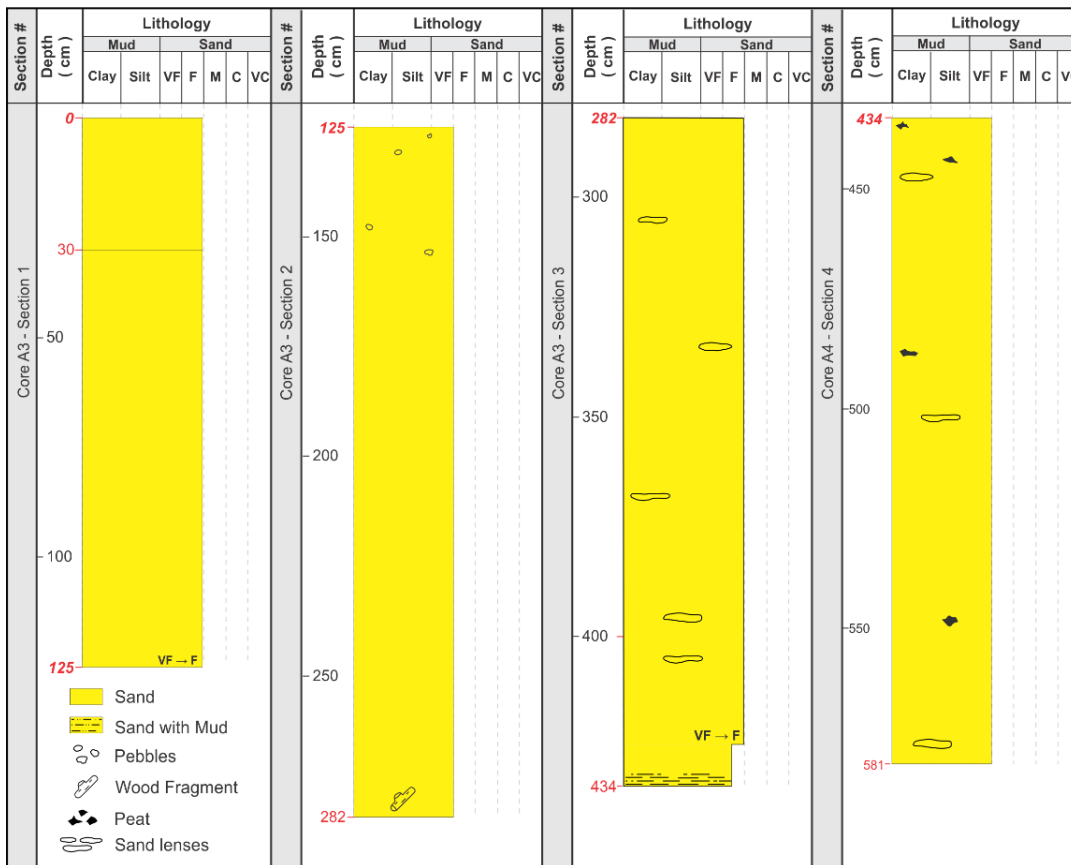 Section #
Depth
( cm )
Lithology
Mud
Sand
Clay
Silt
VF
F
M
C
VC
Core A3 - Section 1
0
30
50
100
125
VF → F
Sand
Sand with Mud
Pebbles
Wood Fragment
Peat
Sand lenses
Section #
Depth
( cm )
Lithology
Mud
Sand
Clay
Silt
VF
F
M
C
VC
Core A3 - Section 2
125
150
200
250
282
Section #
Depth
( cm )
Lithology
Mud
Sand
Clay
Silt
VF
F
M
C
VC
Core A3 - Section 3
282
300
350
400
VF → F
434
Section #
Depth
( cm )
Lithology
Mud
Sand
Clay
Silt
VF
F
M
C
Core A4 - Section 4
434
450
500
550
581